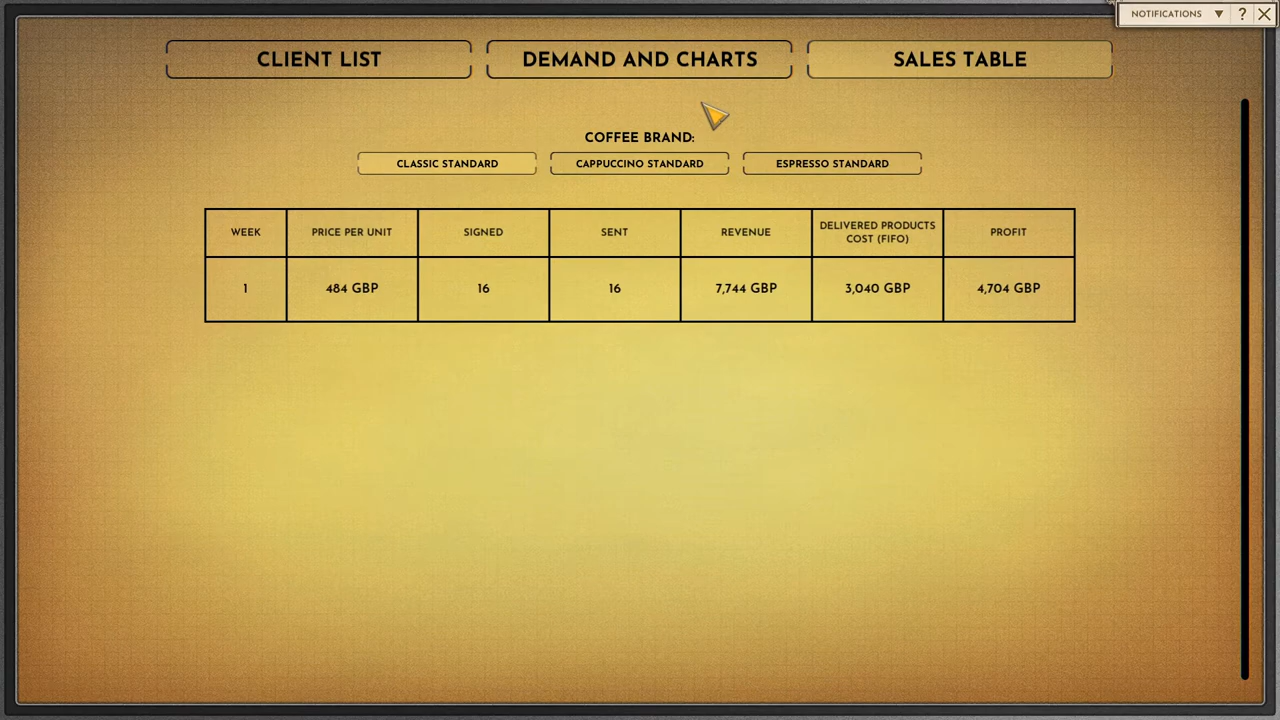 NOTIFICATIONS ▼ ?
CLIENT LIST
DEMAND AND CHARTS
SALES TABLE
COFFEE BRAND:
CLASSIC STANDARD
CAPPUCCINO STANDARD
ESPRESSO STANDARD
WEEK
PRICE PER UNIT
SIGNED
SENT
REVENUE
DELIVERED PRODUCTS
COST (FIFO)
PROFIT
1
484 GBP
16
16
7,744 GBP
3,040 GBP
4,704 GBP